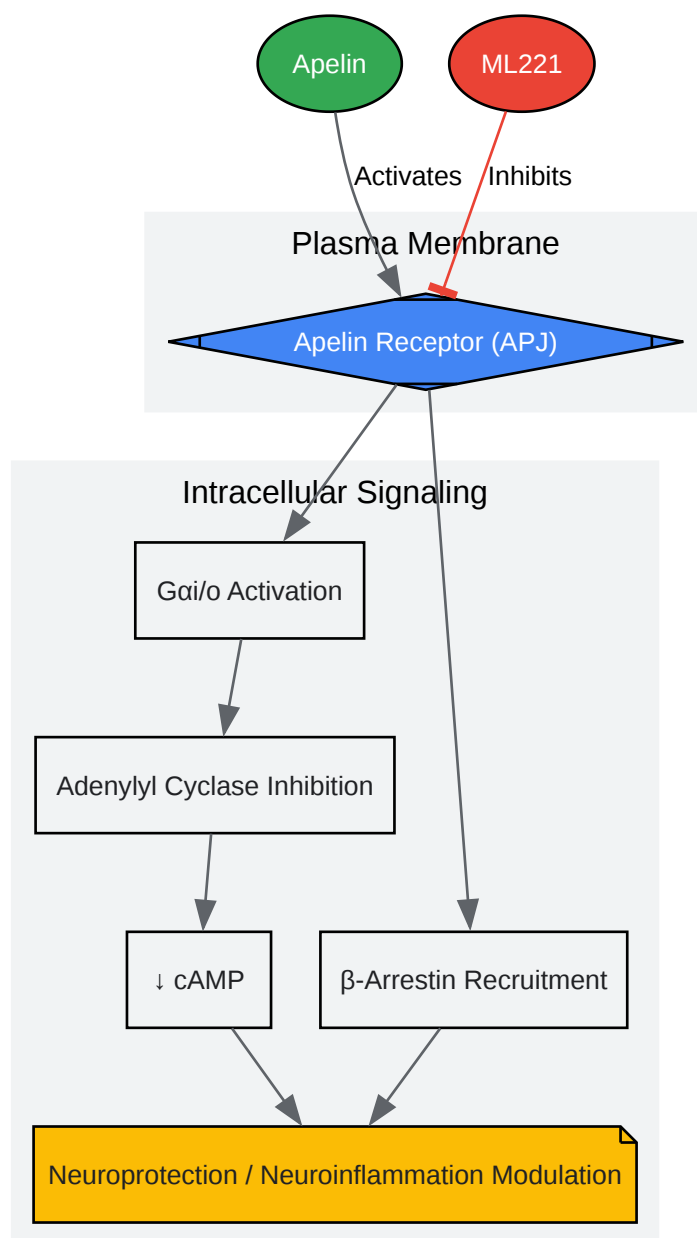 Apelin
ML221
Activates
Inhibits
Plasma Membrane
Apelin Receptor (APJ)
Intracellular Signaling
Gαi/o Activation
Adenylyl Cyclase Inhibition
↓ cAMP
β-Arrestin Recruitment
Neuroprotection / Neuroinflammation Modulation